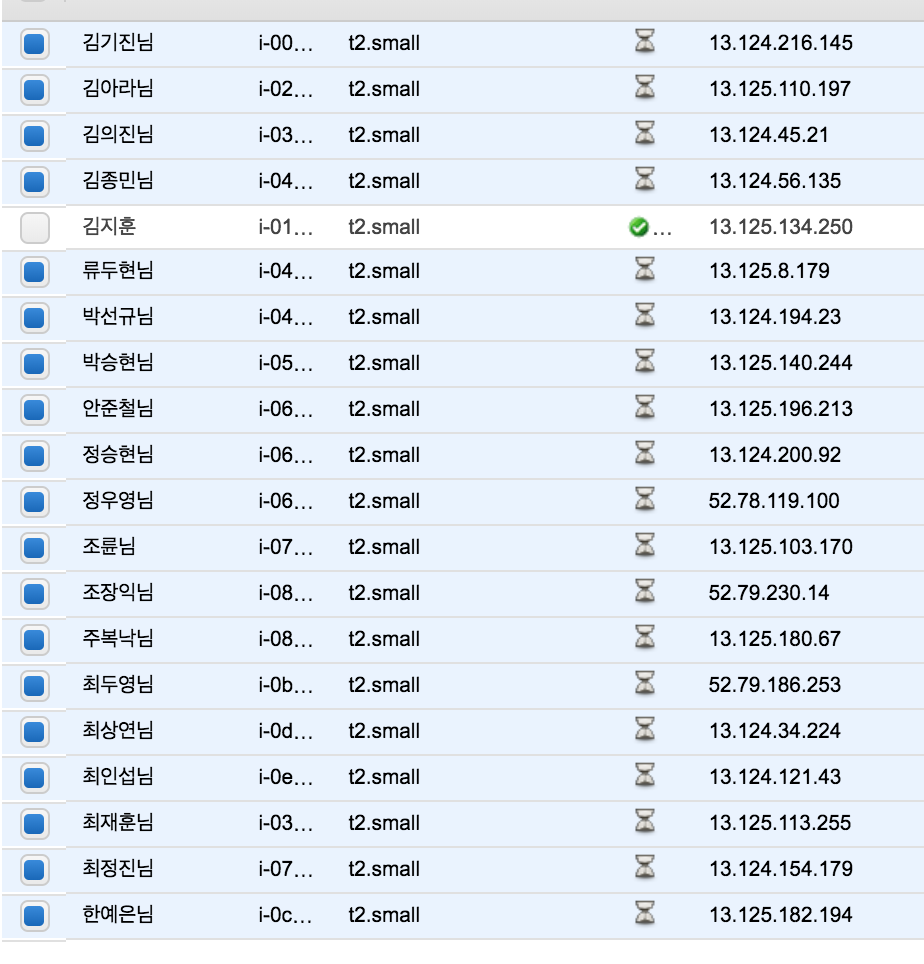 김기진님 i-00... t2.small 13.124.216.145
김아라님 i-02... t2.small 13.125.110.197
김의진님 i-03... t2.small 13.124.45.21
김종민님 i-04... t2.small 13.124.56.135
김지훈 i-01... t2.small ... 13.125.134.250
류두현님 i-04... t2.small 13.125.8.179
박선규님 i-04... t2.small 13.124.194.23
박승현님 i-05... t2.small 13.125.140.244
안준철님 i-06... t2.small 13.125.196.213
정승현님 i-06... t2.small 13.124.200.92
정우영님 i-06... t2.small 52.78.119.100
조륜님 i-07... t2.small 13.125.103.170
조장익님 i-08... t2.small 52.79.230.14
주복낙님 i-08... t2.small 13.125.180.67
최두영님 i-0b... t2.small 52.79.186.253
최상연님 i-0d... t2.small 13.124.34.224
최인섭님 i-0e... t2.small 13.124.121.43
최재훈님 i-03... t2.small 13.125.113.255
최정진님 i-07... t2.small 13.124.154.179
한예은님 i-0c... t2.small 13.125.182.194